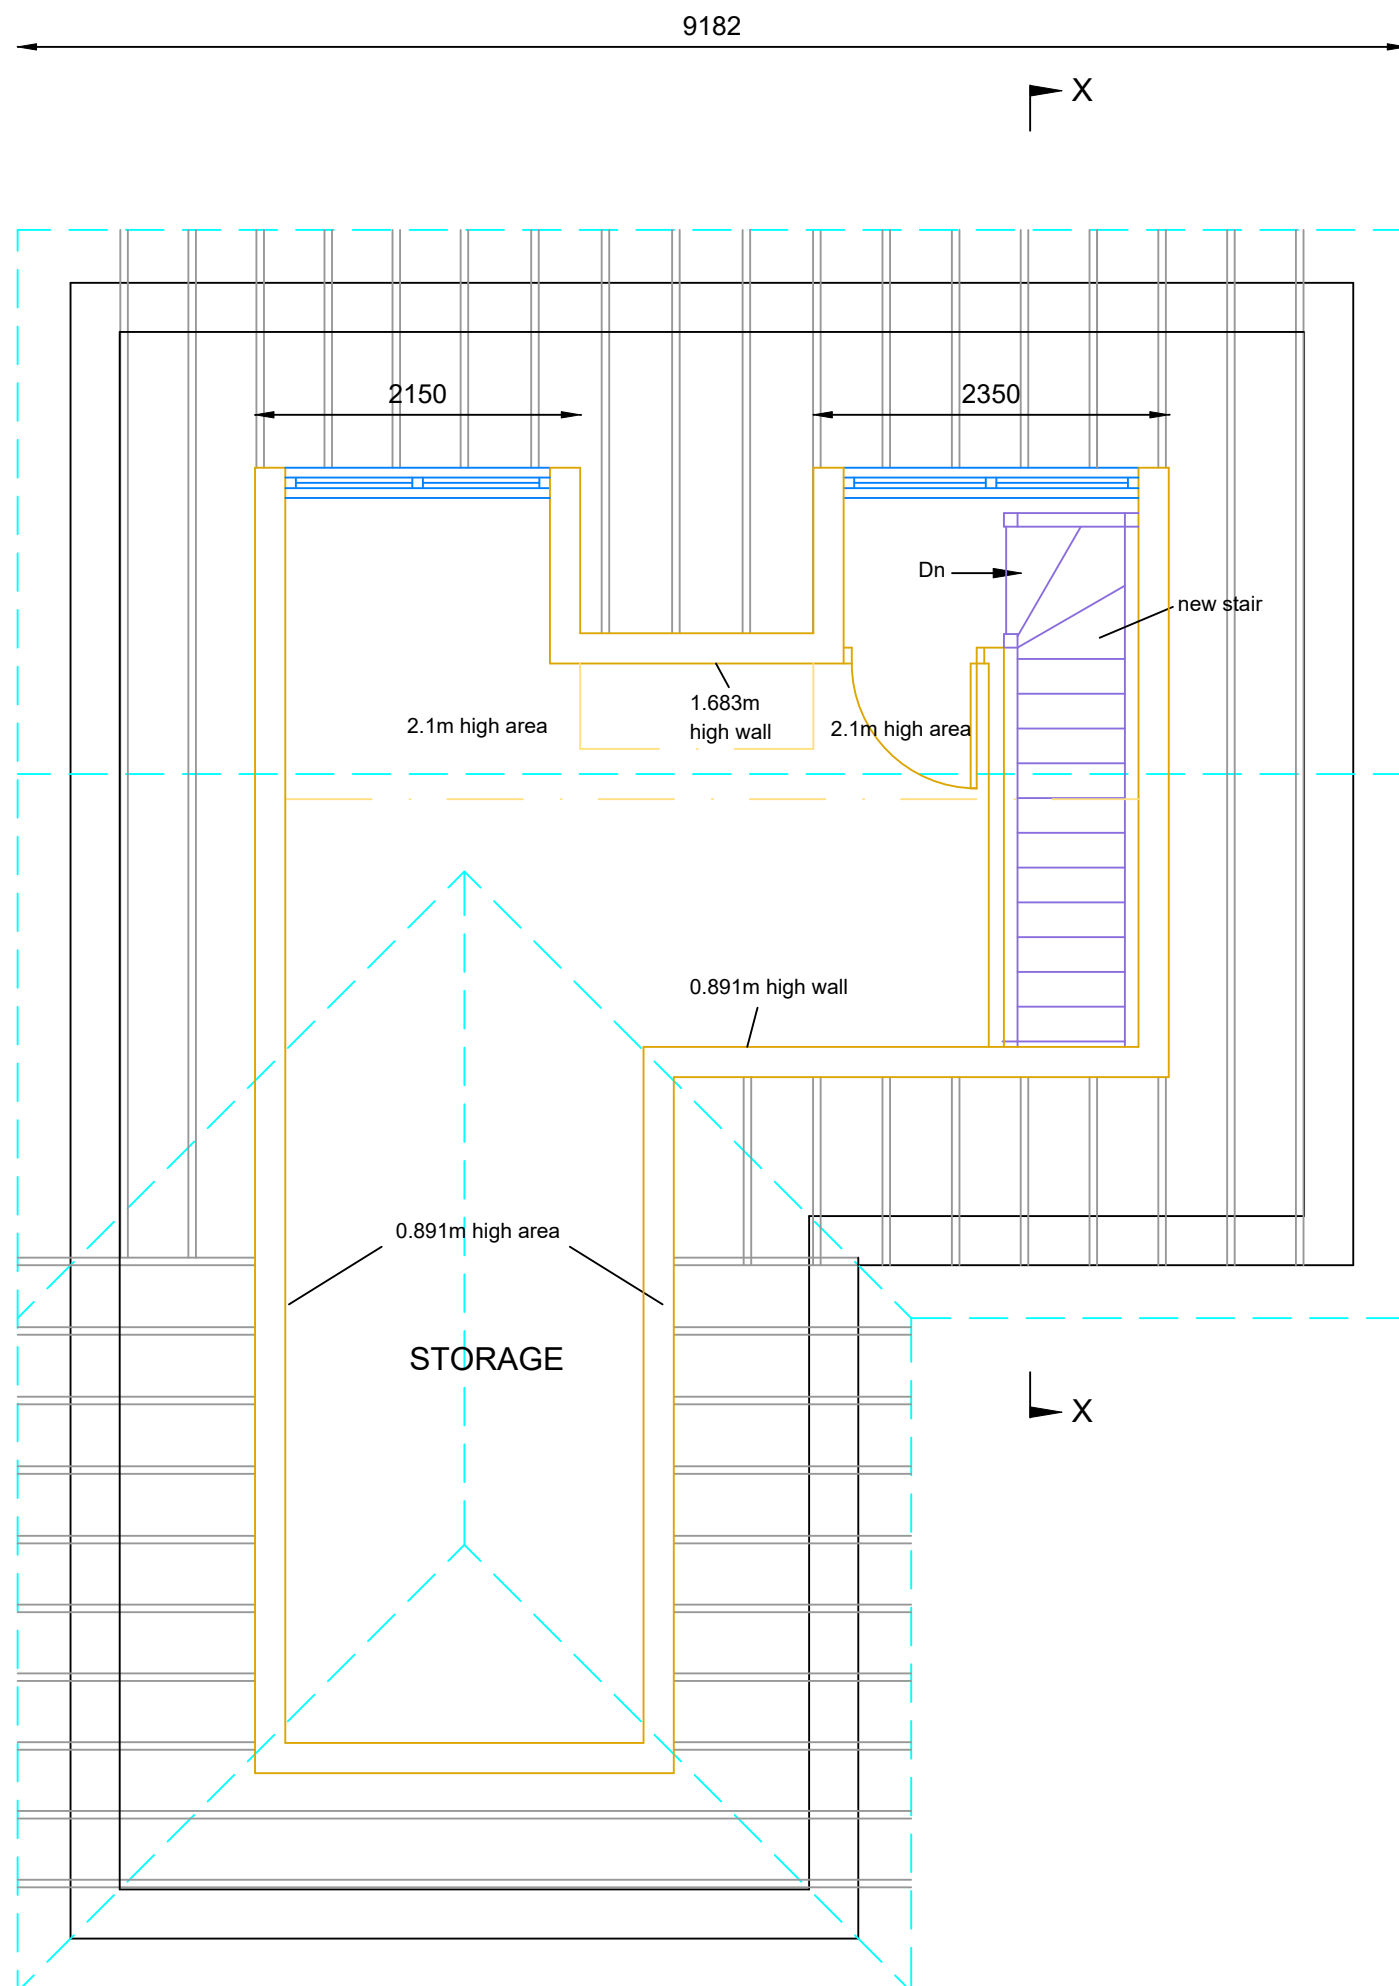 9182
X
2150
2350
Dn
new stair
1.683m
high wall
2.1m high area
2.1m high area
0.891m high wall
0.891m high area
STORAGE
X